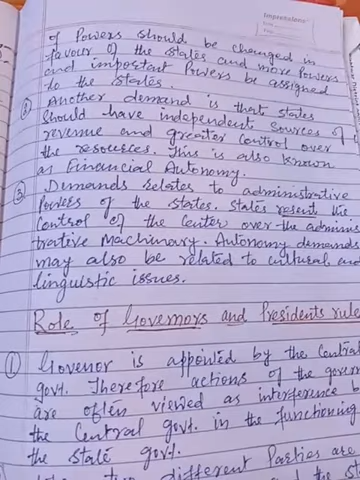 of Powers should be changed in
favour of the states and more Powers
and important Powers be assigned
to the states.
② Another demand is that states
should have independent sources of
revenue and greater control over
the resources. This is also known
as Financial Autonomy.
③ Demands relates to administrative
Powers of the states. States resent the
control of the Center over the adminis
trative Machinary. Autonomy demands
may also be related to cultural and
linguistic issues.
Role of Governors and Presidents rule
① Govenor is appointed by the Central
govt. Therefore actions of the
are often viewed as interference
the Central govt. in the functioning
the state govt.
different Parties are